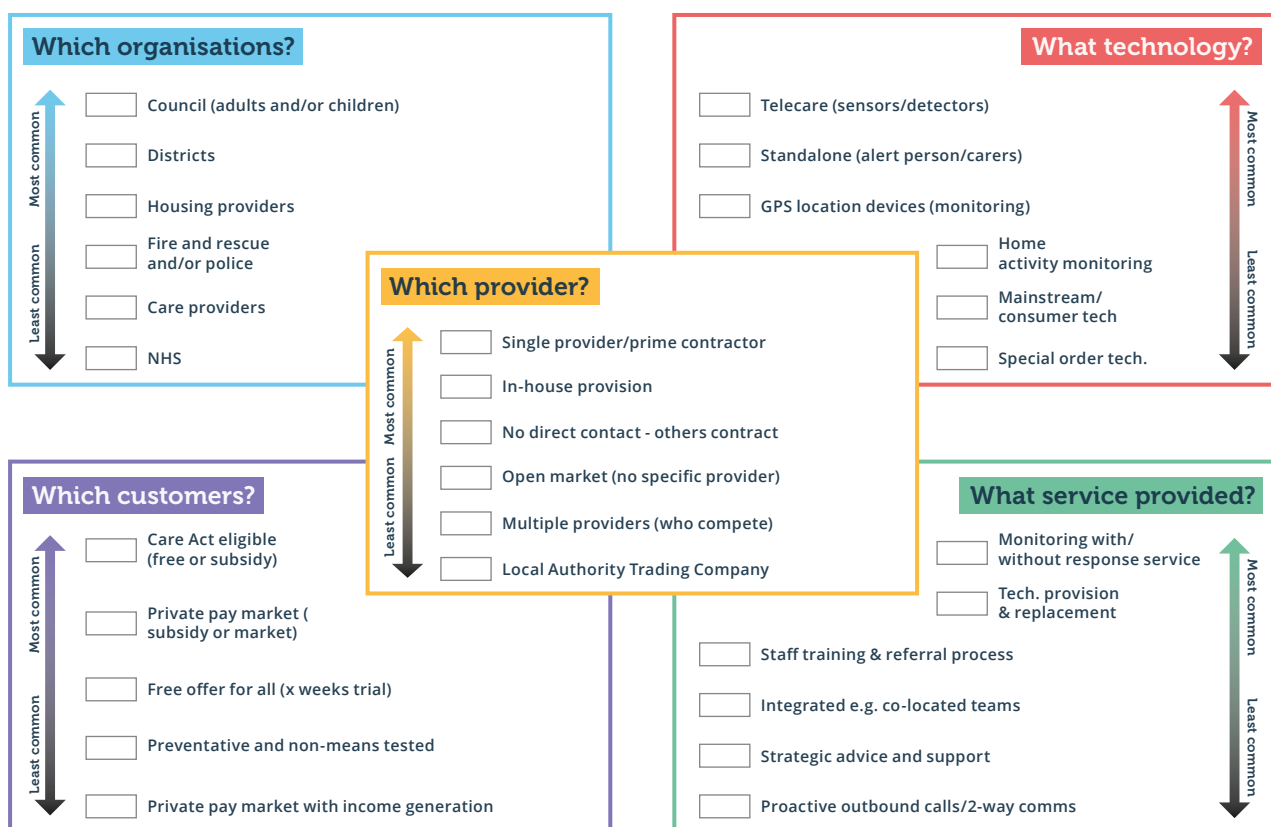 Which organisations?
Most common
Least common
Council (adults and/or children)
Districts
Housing providers
Fire and rescue
and/or police
Care providers
NHS
What technology?
Telecare (sensors/detectors)
Standalone (alert person/carers)
GPS location devices (monitoring)
Home
activity monitoring
Mainstream/
consumer tech
Special order tech.
Most common
Least common
Which provider?
Most common
Least common
Single provider/prime contractor
In-house provision
No direct contact - others contract
Open market (no specific provider)
Multiple providers (who compete)
Local Authority Trading Company
Which customers?
Most common
Least common
Care Act eligible
(free or subsidy)
Private pay market (
subsidy or market)
Free offer for all (x weeks trial)
Preventative and non-means tested
Private pay market with income generation
What service provided?
Monitoring with/
without response service
Tech. provision
& replacement
Staff training & referral process
Integrated e.g. co-located teams
Strategic advice and support
Proactive outbound calls/2-way comms
Most common
Least common